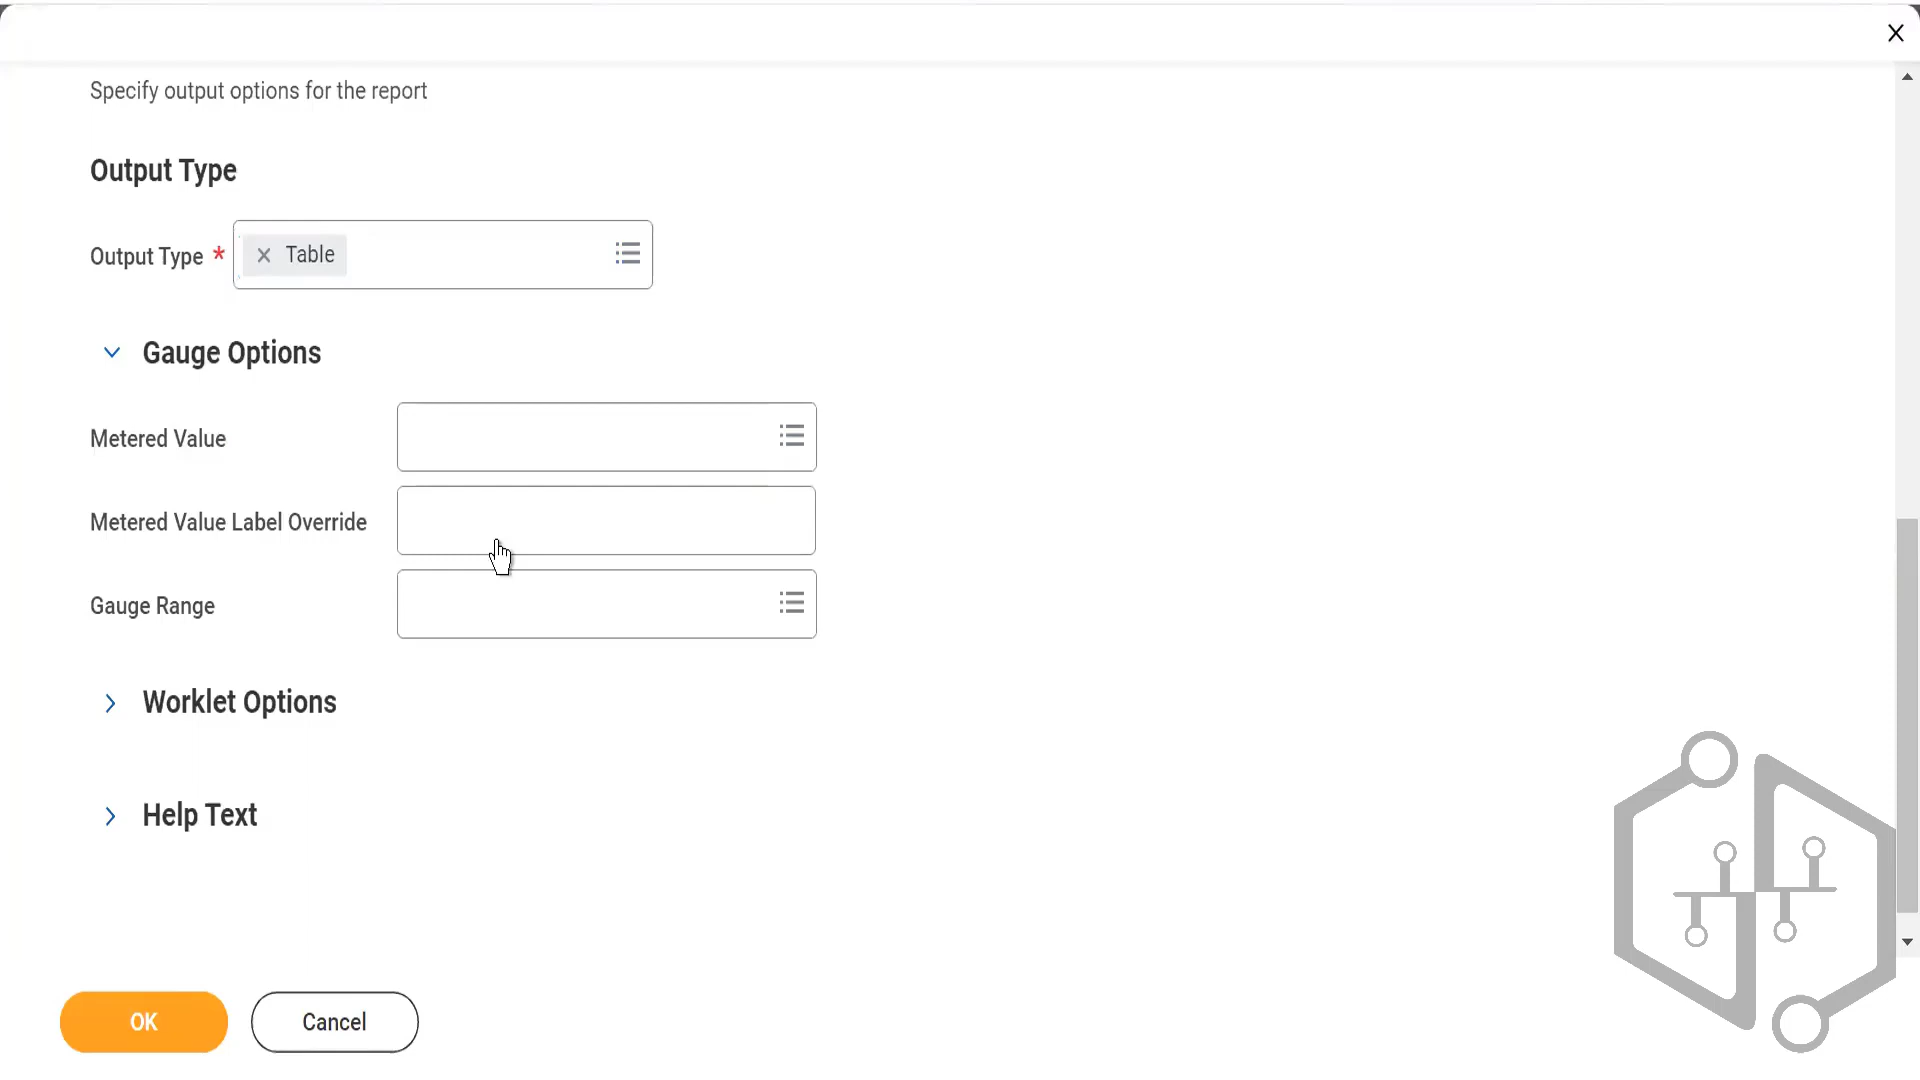 Specify output options for the report
Output Type
Output Type *
× Table
Gauge Options
Metered Value
Metered Value Label Override
Gauge Range
Worklet Options
Help Text
OK
Cancel